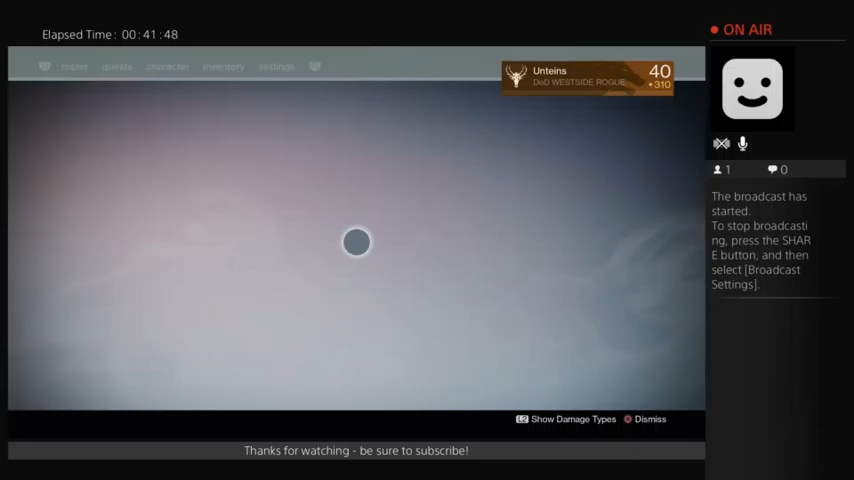 Elapsed Time: 00:41:48
ON AIR
quests character inventory settings
Unteins 40
DoD WESTSIDE ROGUE 310
1 0
The broadcast has
started.
To stop broadcasti
ng, press the SHAR
E button, and then
select [Broadcast
Settings].
L2 Show Damage Types Dismiss
Thanks for watching - be sure to subscribe!